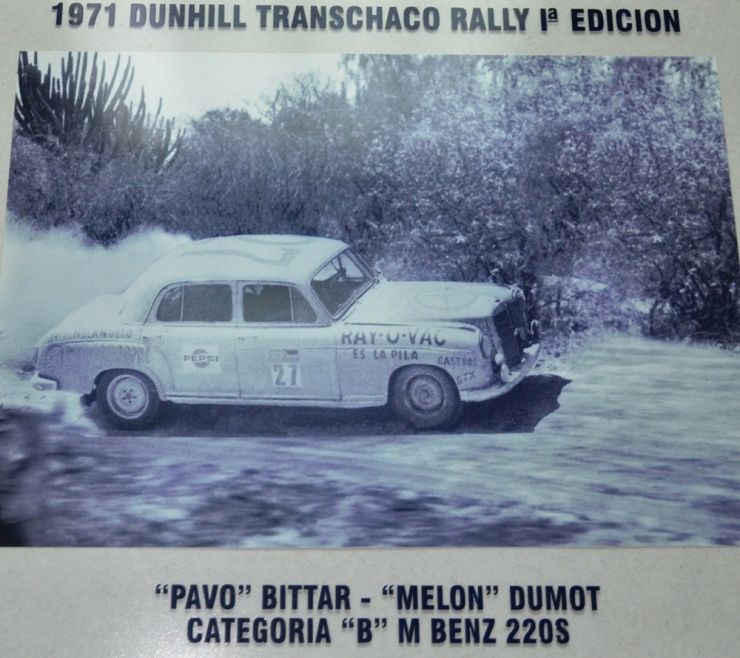 1971 DUNHILL TRANSCHACO RALLY Iª EDICION
RAY-O-VAC
ES LA PILA
CASTROL
GTX
PEPSI
27
"PAVO" BITTAR - "MELON" DUMOT
CATEGORIA "B" M BENZ 220S